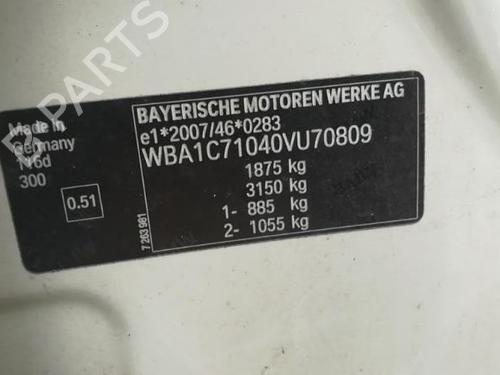 B-PARTS
BAYERISCHE MOTOREN WERKE AG
e1*2007/46*0283
WBA1C71040VU70809
1875 kg
3150 kg
1- 885 kg
2- 1055 kg
Made in
Germany
116d
300
0.51
7 263 961